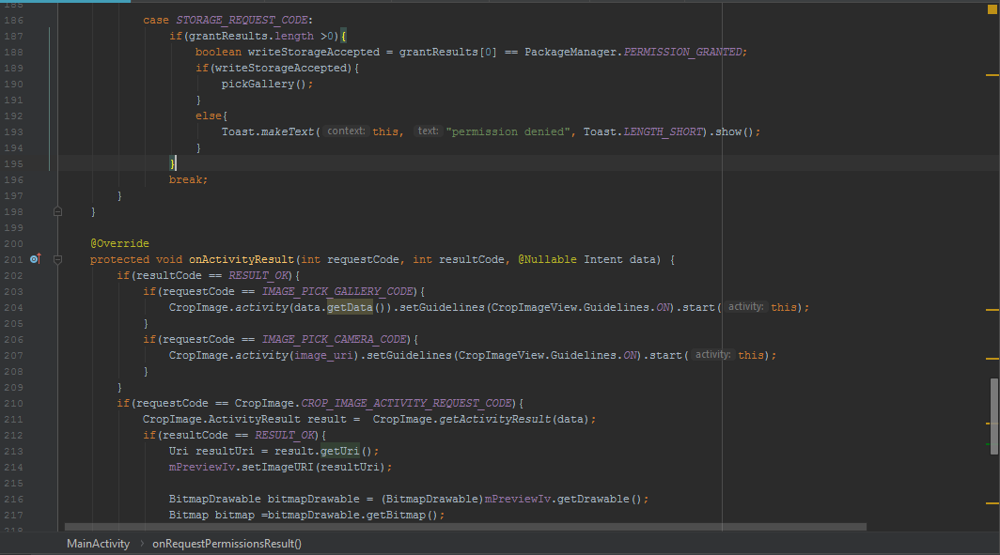 185
186 case STORAGE_REQUEST_CODE:
187 if(grantResults.length >0){
188 boolean writeStorageAccepted = grantResults[0] == PackageManager.PERMISSION_GRANTED;
189 if(writeStorageAccepted){
190 pickGallery();
191 }
192 else{
193 Toast.makeText( context: this, text: "permission denied", Toast.LENGTH_SHORT).show();
194 }
195 }
196 break;
197 }
198 }
199
200 @Override
201 protected void onActivityResult(int requestCode, int resultCode, @Nullable Intent data) {
202 if(resultCode == RESULT_OK){
203 if(requestCode == IMAGE_PICK_GALLERY_CODE){
204 CropImage.activity(data.getData()).setGuidelines(CropImageView.Guidelines.ON).start( activity: this);
205 }
206 if(requestCode == IMAGE_PICK_CAMERA_CODE){
207 CropImage.activity(image_uri).setGuidelines(CropImageView.Guidelines.ON).start( activity: this);
208 }
209 }
210 if(requestCode == CropImage.CROP_IMAGE_ACTIVITY_REQUEST_CODE){
211 CropImage.ActivityResult result =  CropImage.getActivityResult(data);
212 if(resultCode == RESULT_OK){
213 Uri resultUri = result.getUri();
214 mPreviewIv.setImageURI(resultUri);
215
216 BitmapDrawable bitmapDrawable = (BitmapDrawable)mPreviewIv.getDrawable();
217 Bitmap bitmap =bitmapDrawable.getBitmap();
218
MainActivity › onRequestPermissionsResult()